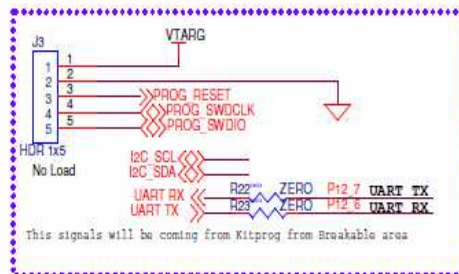 J3
VTARG
1 1
2 2
3 3 PROG_RESET
4 4 PROG_SWDCLK
5 5 PROG_SWDIO
HDR 1x5
No Load
I2C_SCL
I2C_SDA
UART RX R22 ZERO P12_7 UART TX
UART TX R23 ZERO P12_6 UART RX
This signals will be coming from Kitprog from Breakable area